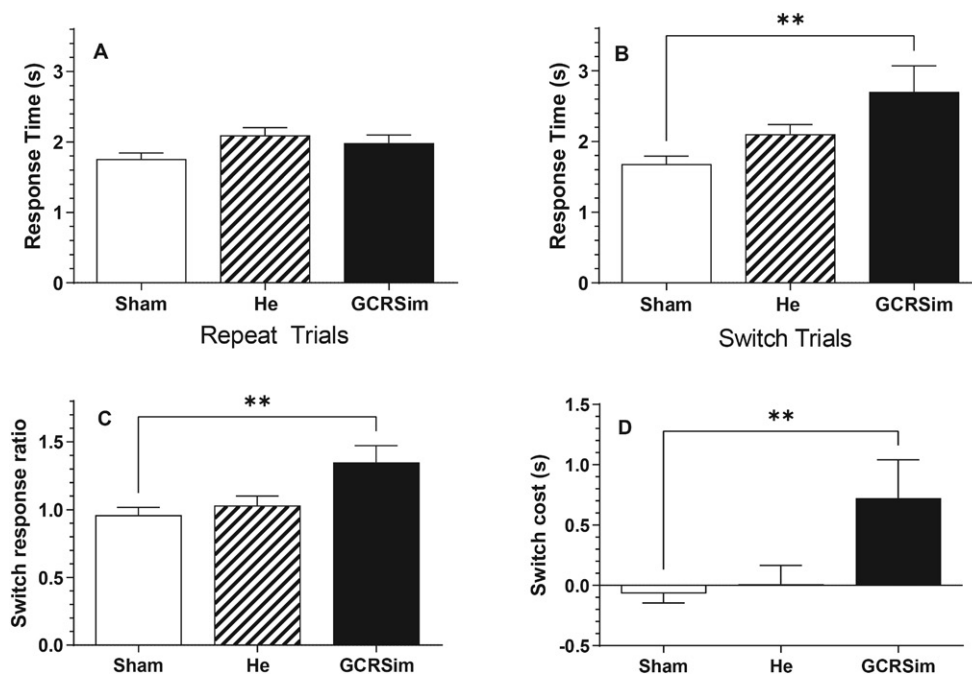 A
Response Time (s)
3
2
1
0
Sham He GCRSim
Repeat Trials
B
**
Response Time (s)
3
2
1
0
Sham He GCRSim
Switch Trials
C
**
Switch response ratio
1.5
1.0
0.5
0.0
Sham He GCRSim
D
**
Switch cost (s)
1.5
1.0
0.5
0.0
-0.5
Sham He GCRSim